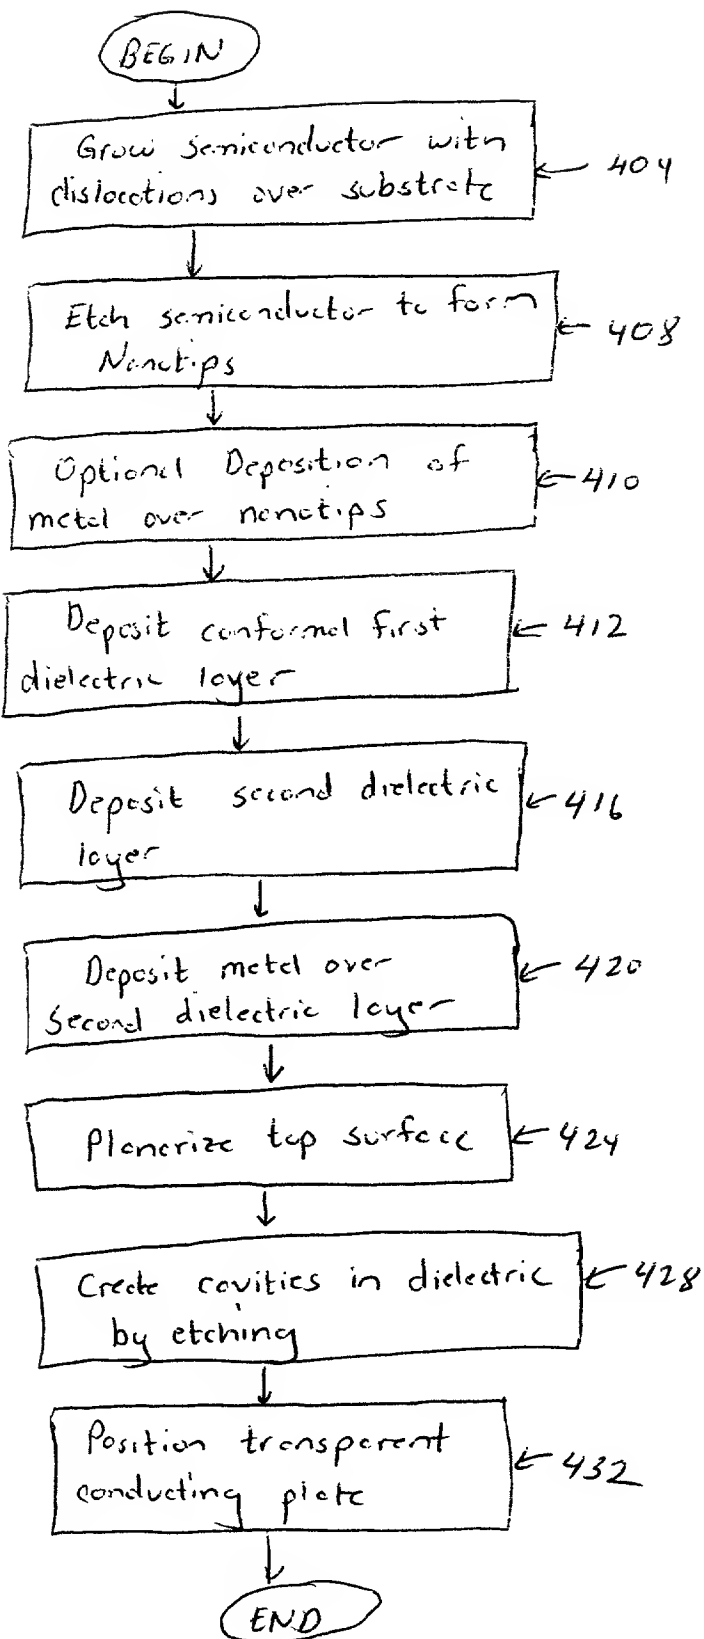 BEGIN
Grow semiconductor with
dislocations over substrate
404
Etch semiconductor to form
Nanotips
408
Optional Deposition of
metal over nanotips
410
Deposit conformal first
dielectric layer
412
Deposit second dielectric
layer
416
Deposit metal over
second dielectric layer
420
Planarize top surface
424
Create cavities in dielectric
by etching
428
Position transparent
conducting plate
432
END